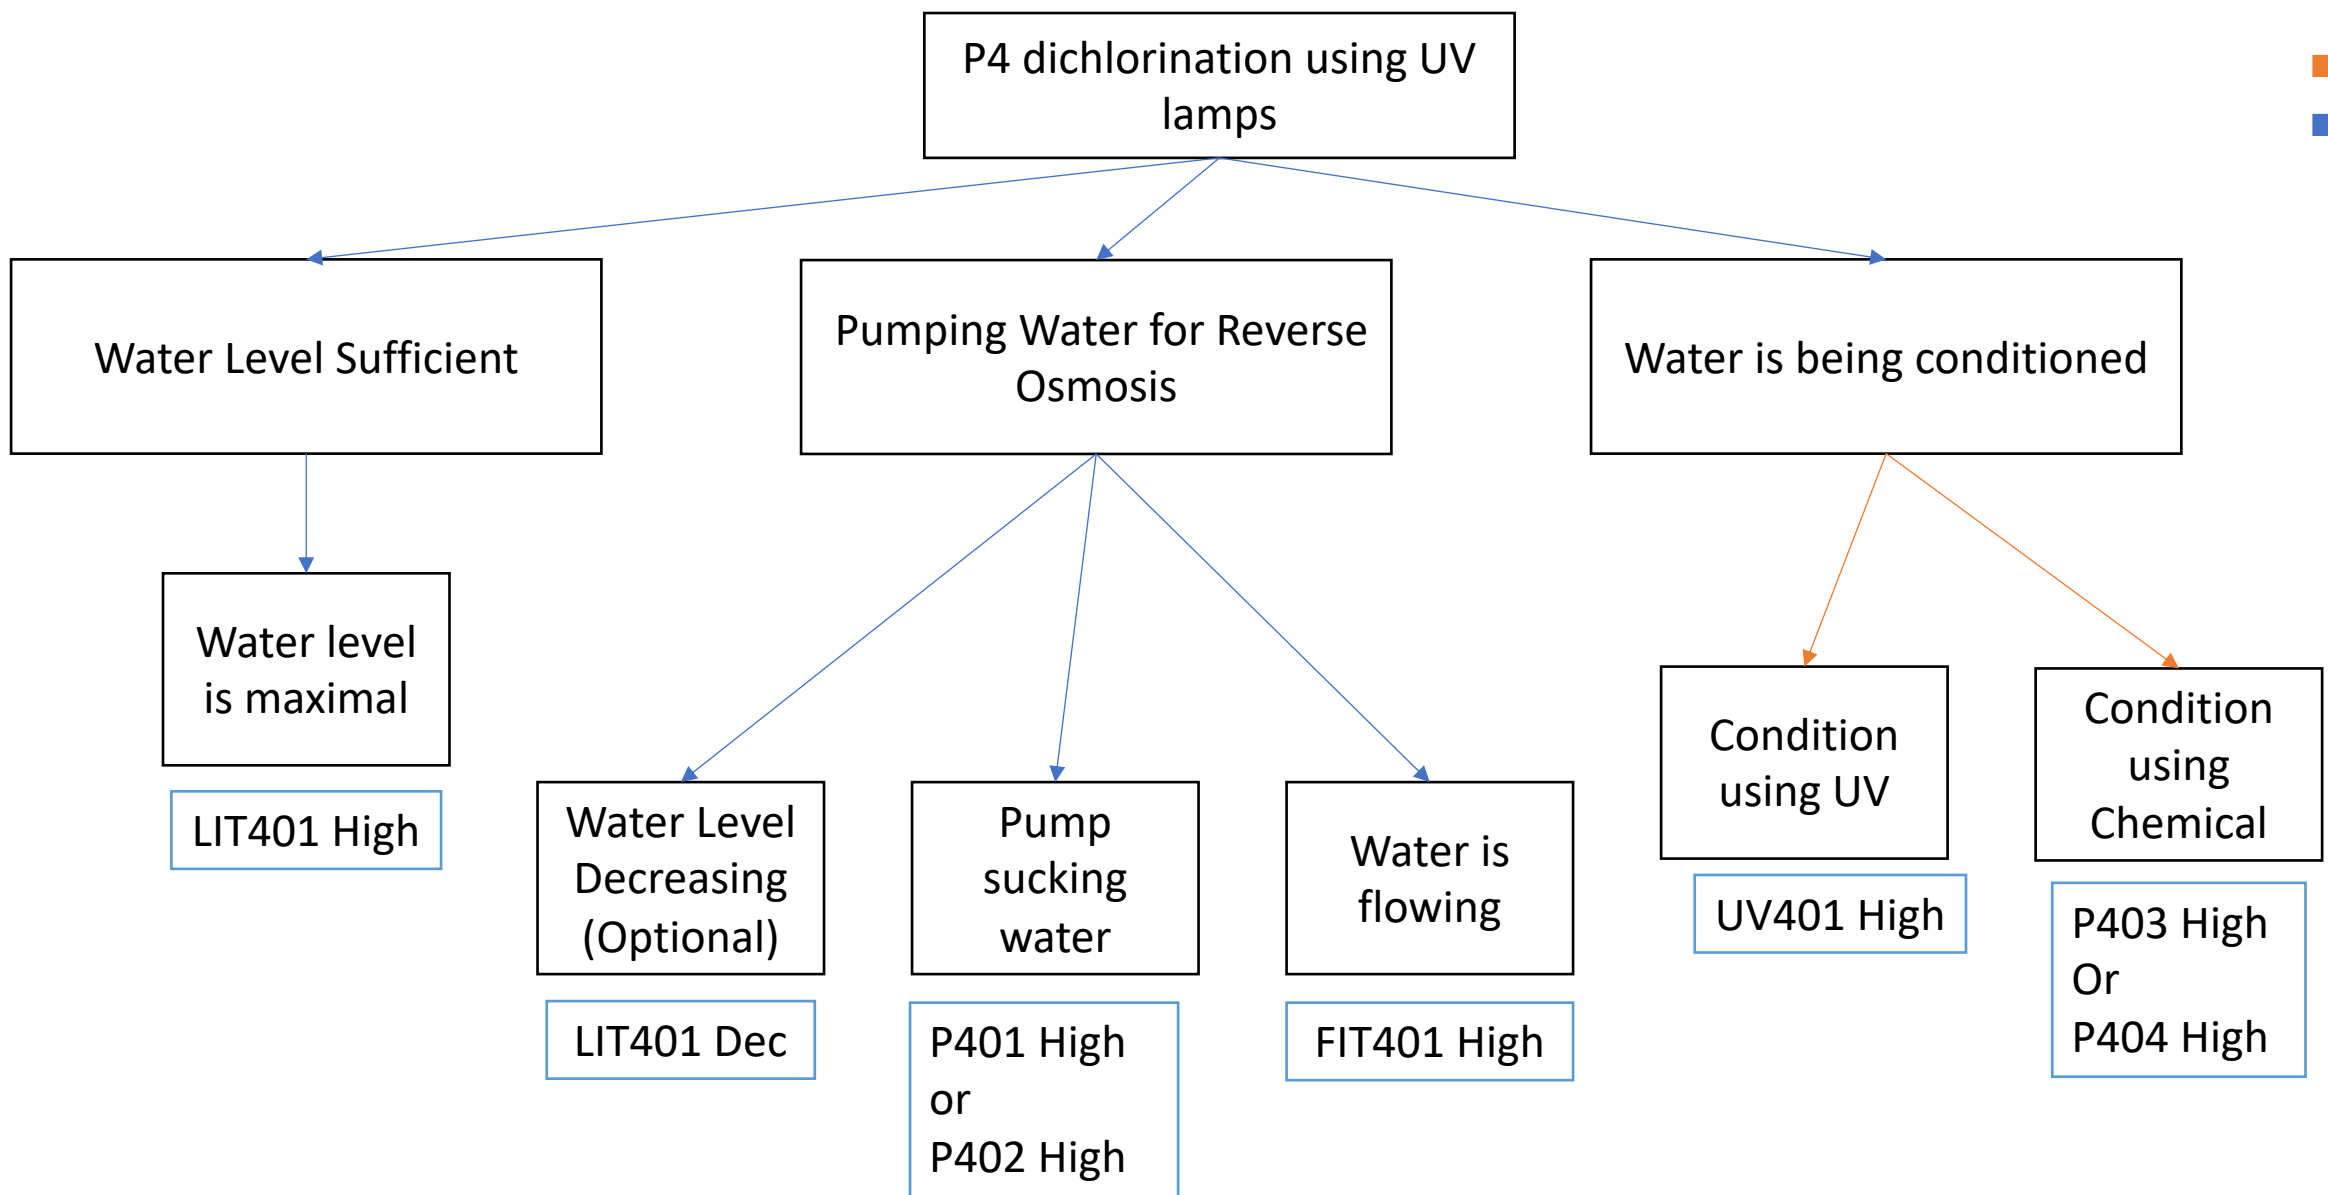 P4 dichlorination using UV
lamps
Water Level Sufficient
Pumping Water for Reverse
Osmosis
Water is being conditioned
Water level
is maximal
LIT401 High
Water Level
Decreasing
(Optional)
LIT401 Dec
Pump
sucking
water
P401 High
or
P402 High
Water is
flowing
FIT401 High
Condition
using UV
UV401 High
Condition
using
Chemical
P403 High
Or
P404 High